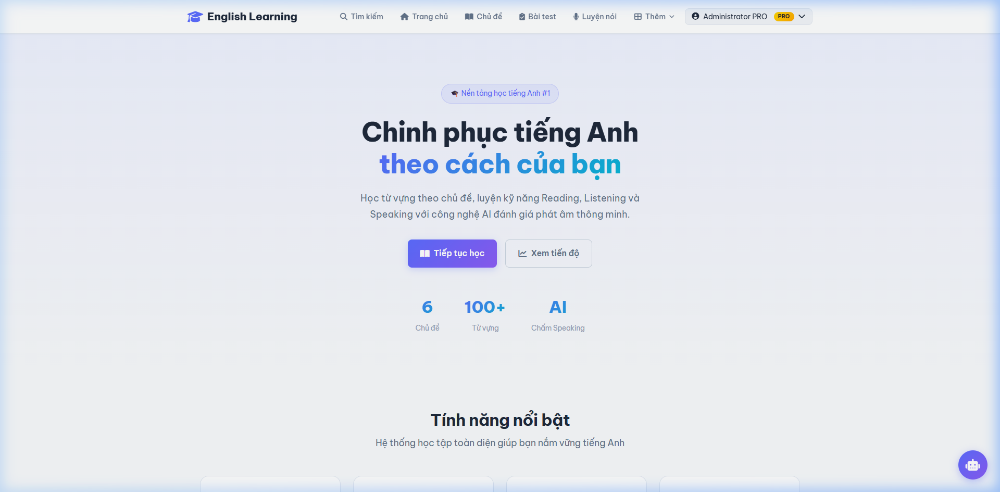 English Learning
Tìm kiếm
Trang chủ
Chủ đề
Bài test
Luyện nói
Thêm
Administrator PRO
PRO
Nền tảng học tiếng Anh #1
Chinh phục tiếng Anh
theo cách của bạn
Học từ vựng theo chủ đề, luyện kỹ năng Reading, Listening và
Speaking với công nghệ AI đánh giá phát âm thông minh.
Tiếp tục học
Xem tiến độ
6
Chủ đề
100+
Từ vựng
AI
Chấm Speaking
Tính năng nổi bật
Hệ thống học tập toàn diện giúp bạn nắm vững tiếng Anh